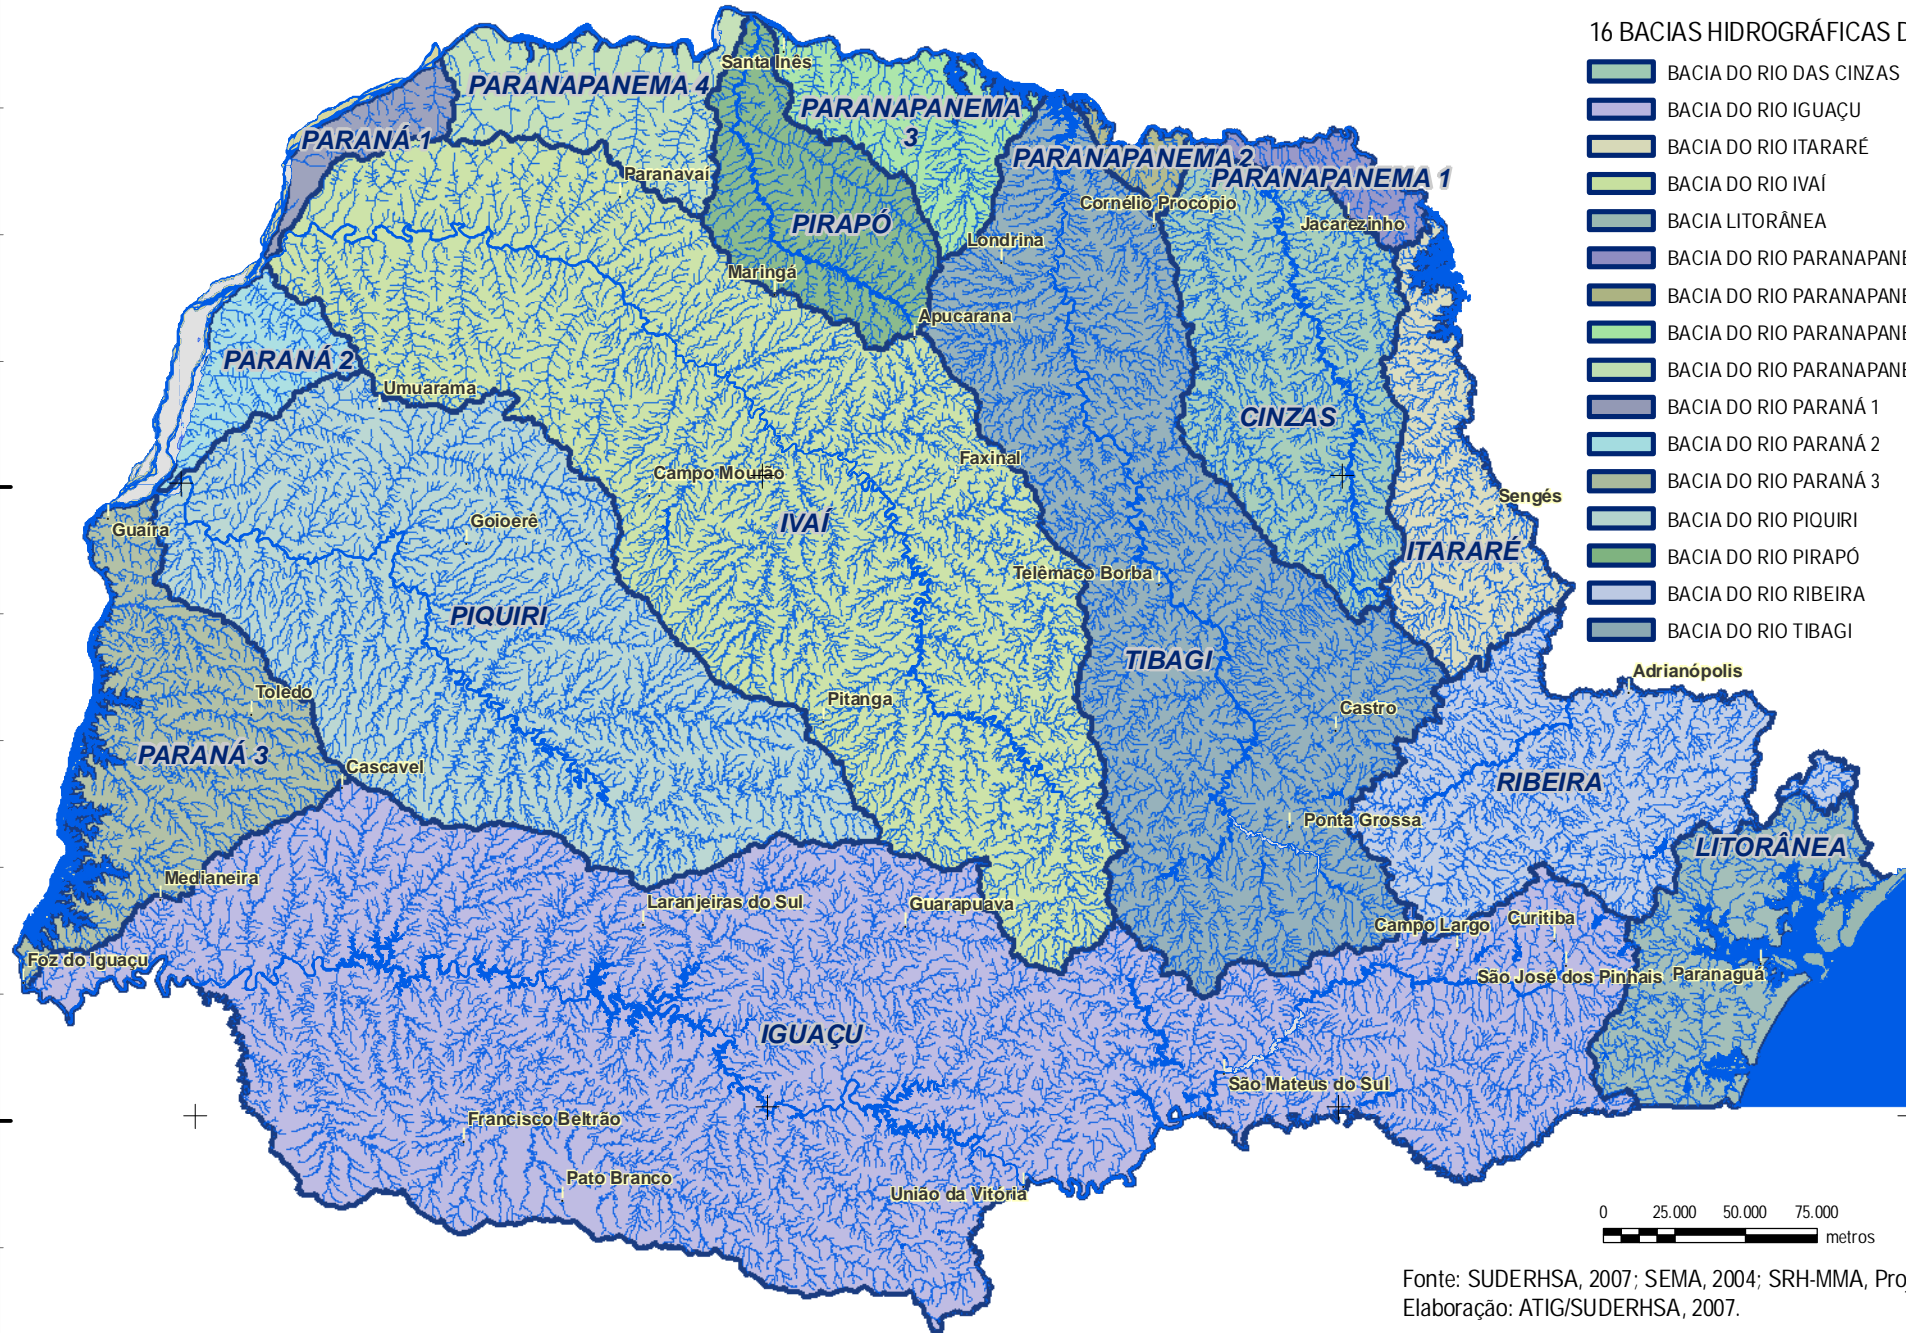 16 BACIAS HIDROGRÁFICAS D
BACIA DO RIO DAS CINZAS
BACIA DO RIO IGUAÇU
BACIA DO RIO ITARARÉ
BACIA DO RIO IVAÍ
BACIA LITORÂNEA
BACIA DO RIO PARANAPANE
BACIA DO RIO PARANAPANE
BACIA DO RIO PARANAPANE
BACIA DO RIO PARANAPANE
BACIA DO RIO PARANÁ 1
BACIA DO RIO PARANÁ 2
BACIA DO RIO PARANÁ 3
BACIA DO RIO PIQUIRI
BACIA DO RIO PIRAPÓ
BACIA DO RIO RIBEIRA
BACIA DO RIO TIBAGI
Santa Inês
PARANAPANEMA 4
PARANAPANEMA
3
PARANÁ 1
PARANAPANEMA 2
PARANAPANEMA 1
Paranavaí
Cornélio Procópio
PIRAPÓ
Jacarezinho
Londrina
Maringá
Apucarana
PARANÁ 2
Umuarama
CINZAS
Faxinal
Campo Mourão
Sengés
Goioerê
IVAÍ
Guaíra
ITARARÉ
Telêmaco Borba
PIQUIRI
TIBAGI
Adrianópolis
Toledo
Pitanga
Castro
PARANÁ 3
Cascavel
RIBEIRA
Ponta Grossa
LITORÂNEA
Medianeira
Laranjeiras do Sul
Guarapuava
Curitiba
Campo Largo
Foz do Iguaçu
São José dos Pinhais
Paranaguá
IGUAÇU
São Mateus do Sul
Francisco Beltrão
Pato Branco
União da Vitória
0 25.000 50.000 75.000
metros
Fonte: SUDERHSA, 2007; SEMA, 2004; SRH-MMA, Pro
Elaboração: ATIG/SUDERHSA, 2007.